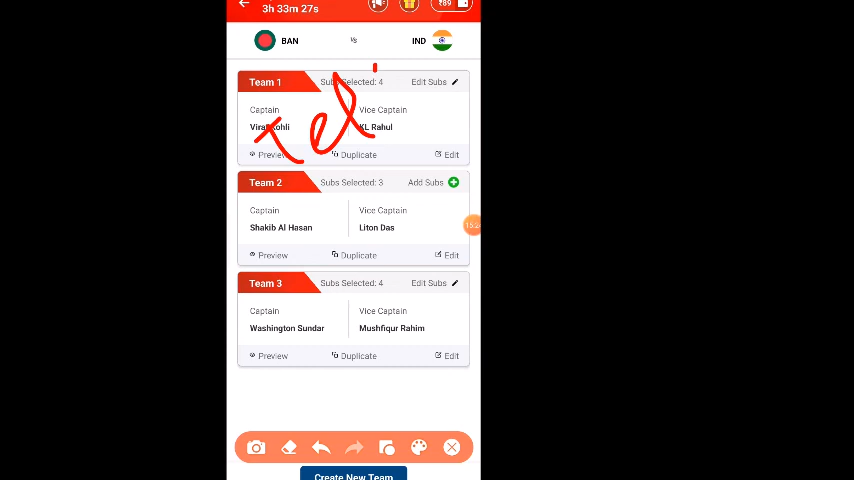 3h 33m 27s
₹89
BAN VS IND
Team 1 Subs Selected: 4 Edit Subs
Captain Vice Captain
Virat Kohli KL Rahul
Preview Duplicate Edit
Team 2 Subs Selected: 3 Add Subs
Captain Vice Captain
Shakib Al Hasan Liton Das
Preview Duplicate Edit
Team 3 Subs Selected: 4 Edit Subs
Captain Vice Captain
Washington Sundar Mushfiqur Rahim
Preview Duplicate Edit
Create New Team